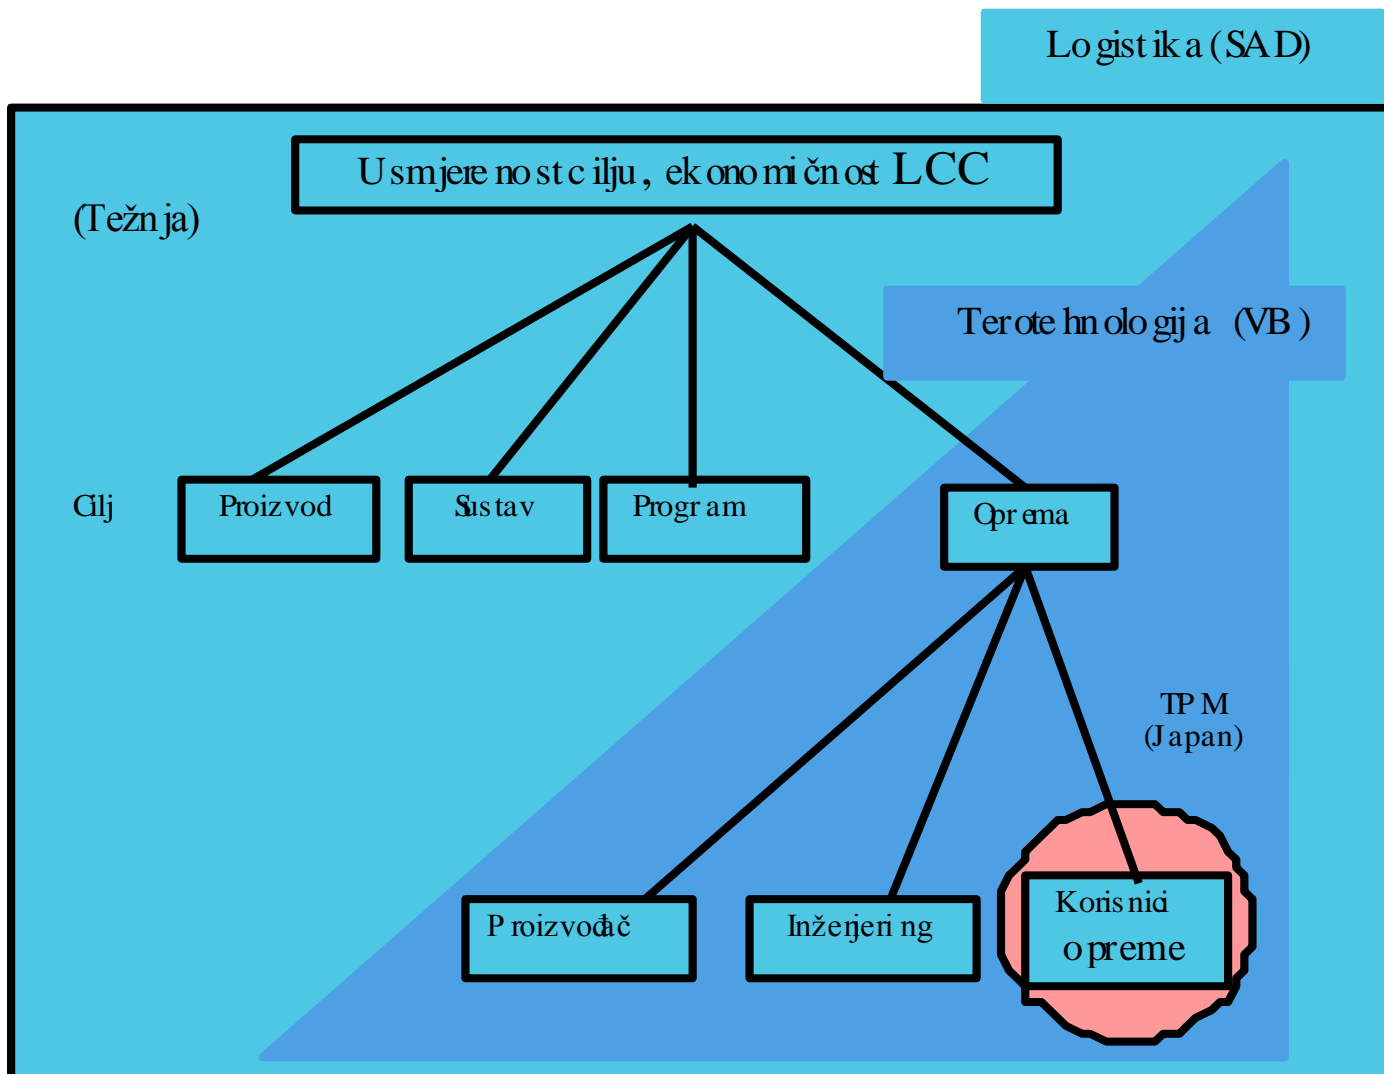 Logistika (SAD)
Usmjerenost cilju, ekonomičnost LCC
(Težnja)
Terotehnologija (VB)
Cilj
Proizvod
Sustav
Program
Oprema
TPM
(Japan)
Proizvođač
Inženjering
Korisnici
opreme